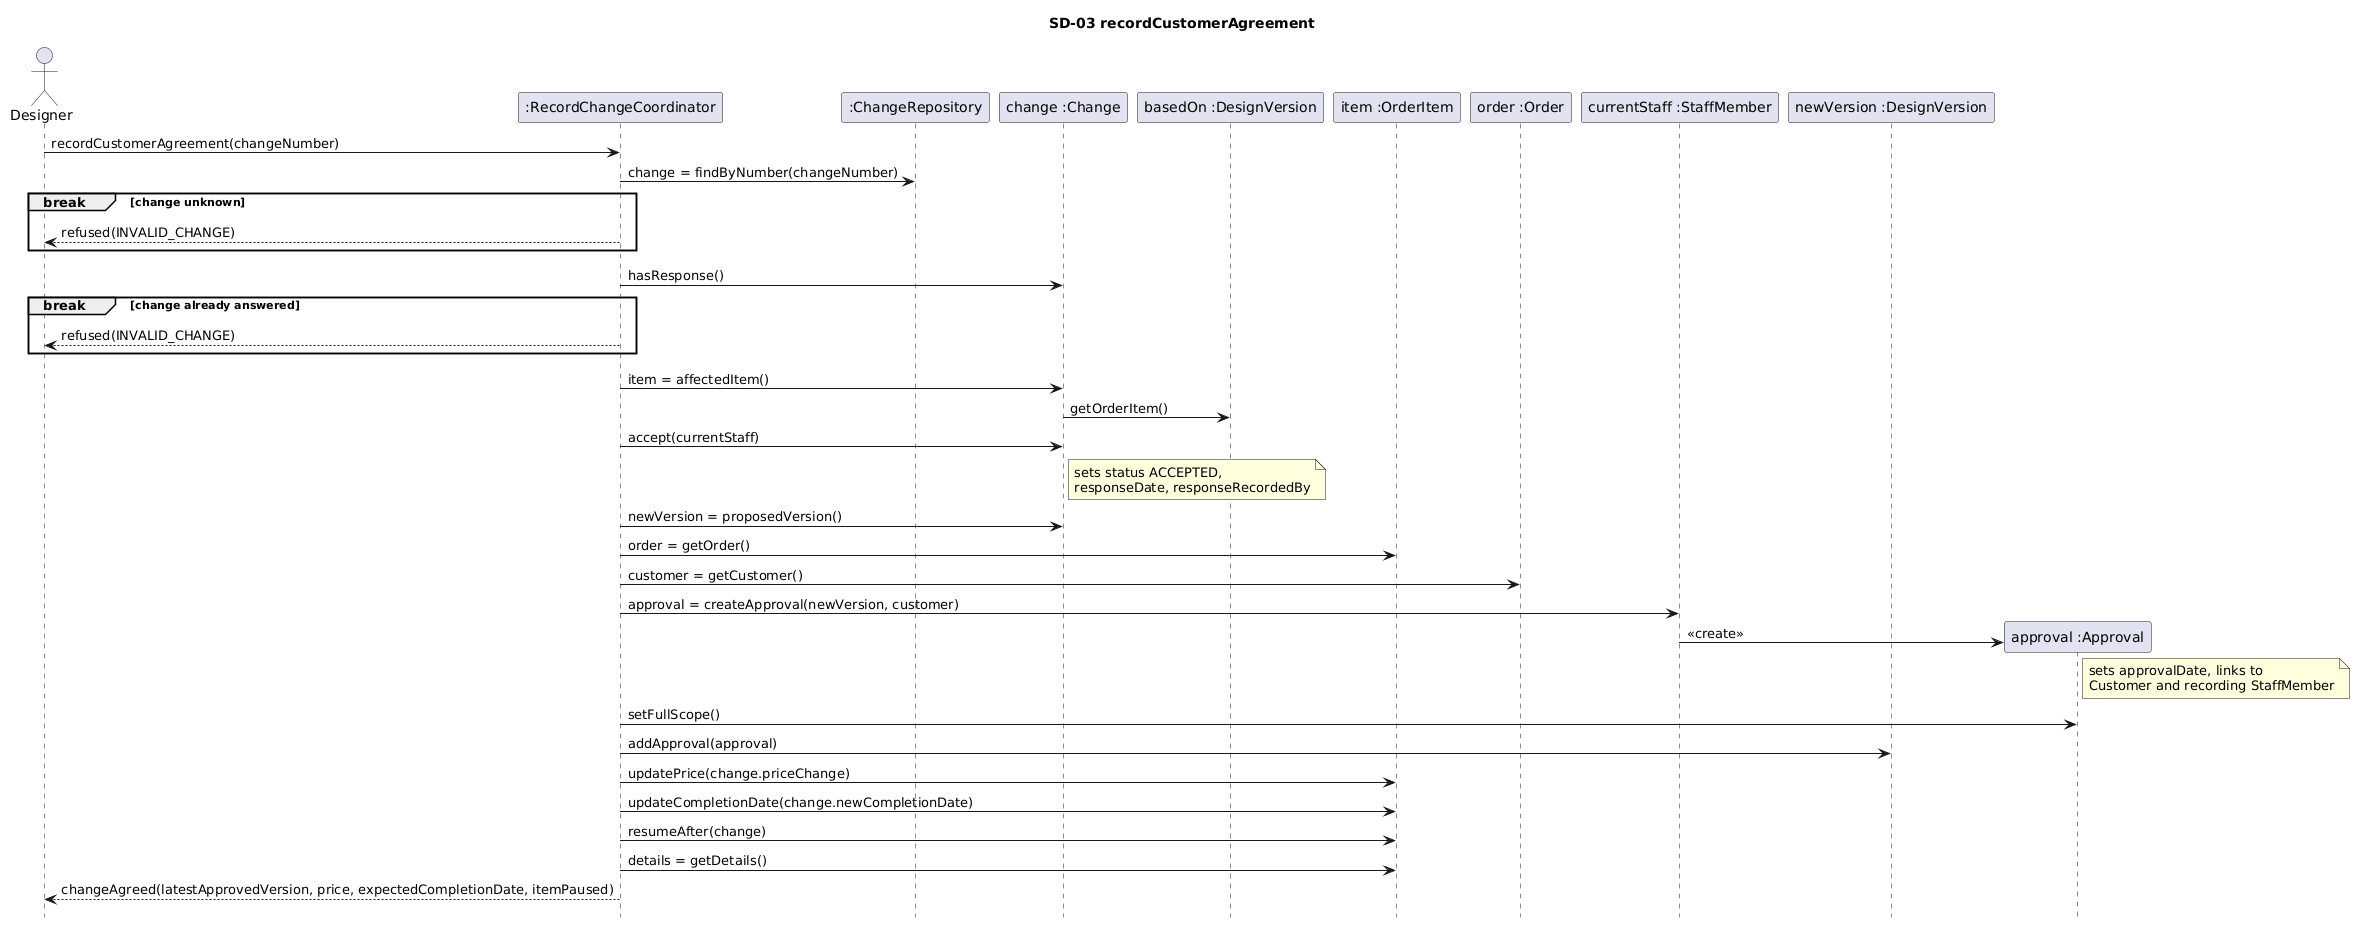 SD-03 recordCustomerAgreement
Designer
:RecordChangeCoordinator
:ChangeRepository
change :Change
basedOn :DesignVersion
item :OrderItem
order :Order
currentStaff :StaffMember
newVersion :DesignVersion
recordCustomerAgreement(changeNumber)
change = findByNumber(changeNumber)
break [change unknown]
refused(INVALID_CHANGE)
hasResponse()
break [change already answered]
refused(INVALID_CHANGE)
item = affectedItem()
getOrderItem()
accept(currentStaff)
sets status ACCEPTED,
responseDate, responseRecordedBy
newVersion = proposedVersion()
order = getOrder()
customer = getCustomer()
approval = createApproval(newVersion, customer)
«create»
approval :Approval
sets approvalDate, links to
Customer and recording StaffMember
setFullScope()
addApproval(approval)
updatePrice(change.priceChange)
updateCompletionDate(change.newCompletionDate)
resumeAfter(change)
details = getDetails()
changeAgreed(latestApprovedVersion, price, expectedCompletionDate, itemPaused)